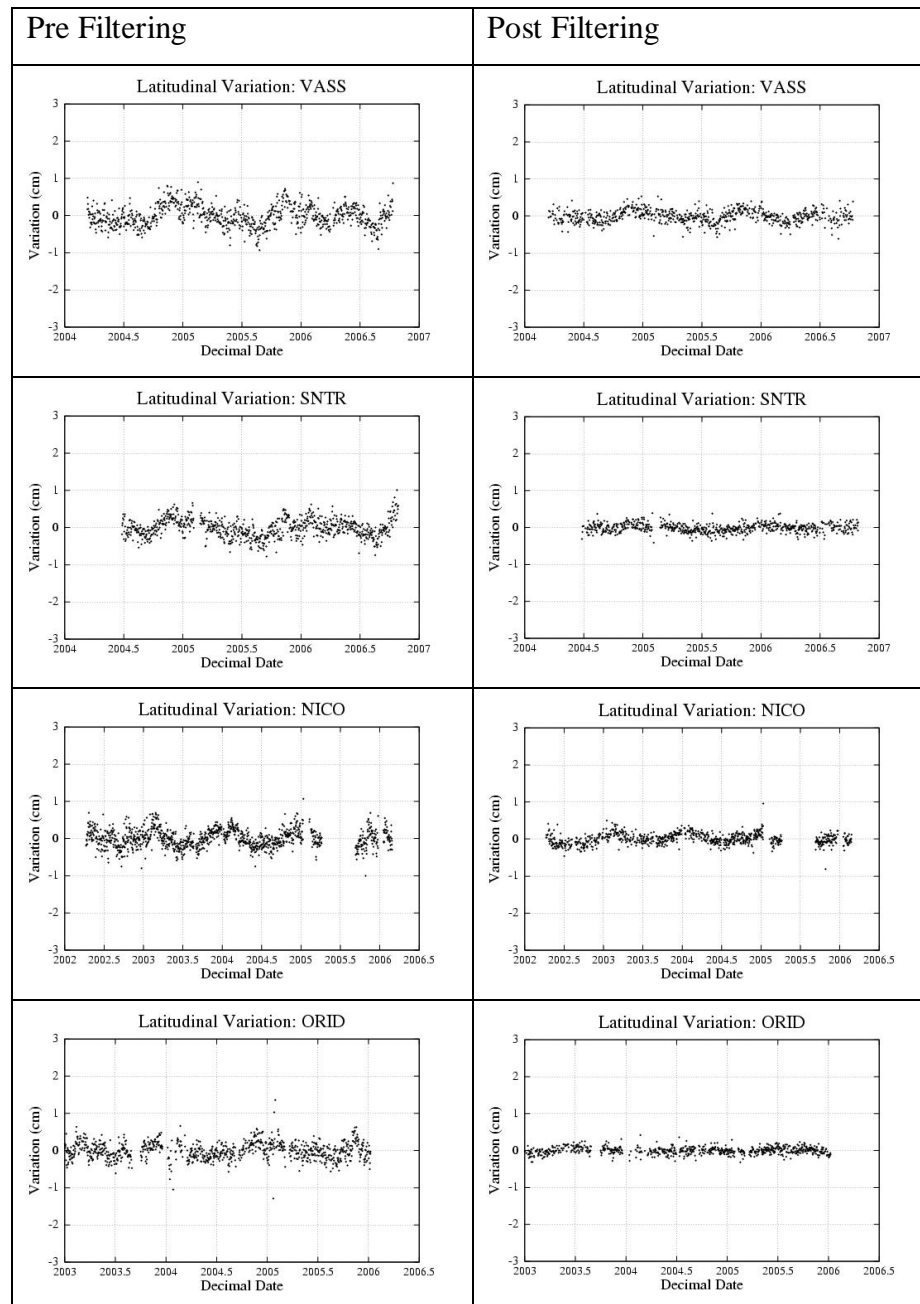 Pre Filtering
Post Filtering
Latitudinal Variation: VASS
3
2
1
0
-1
-2
-3
Variation (cm)
2004 2004.5 2005 2005.5 2006 2006.5 2007
Decimal Date
Latitudinal Variation: VASS
3
2
1
0
-1
-2
-3
Variation (cm)
2004 2004.5 2005 2005.5 2006 2006.5 2007
Decimal Date
Latitudinal Variation: SNTR
3
2
1
0
-1
-2
-3
Variation (cm)
2004 2004.5 2005 2005.5 2006 2006.5 2007
Decimal Date
Latitudinal Variation: SNTR
3
2
1
0
-1
-2
-3
Variation (cm)
2004 2004.5 2005 2005.5 2006 2006.5 2007
Decimal Date
Latitudinal Variation: NICO
3
2
1
0
-1
-2
-3
Variation (cm)
2002 2002.5 2003 2003.5 2004 2004.5 2005 2005.5 2006 2006.5
Decimal Date
Latitudinal Variation: NICO
3
2
1
0
-1
-2
-3
Variation (cm)
2002 2002.5 2003 2003.5 2004 2004.5 2005 2005.5 2006 2006.5
Decimal Date
Latitudinal Variation: ORID
3
2
1
0
-1
-2
-3
Variation (cm)
2003 2003.5 2004 2004.5 2005 2005.5 2006 2006.5
Decimal Date
Latitudinal Variation: ORID
3
2
1
0
-1
-2
-3
Variation (cm)
2003 2003.5 2004 2004.5 2005 2005.5 2006 2006.5
Decimal Date